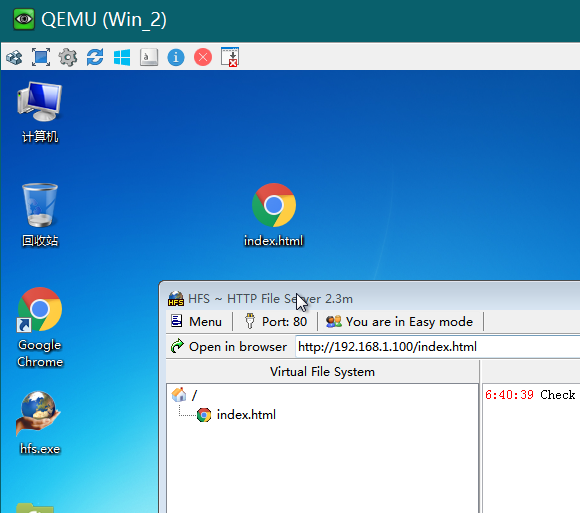 QEMU (Win_2)
计算机
回收站
index.html
Google
Chrome
hfs.exe
HFS ~ HTTP File Server 2.3m
Menu
Port: 80
You are in Easy mode
Open in browser
http://192.168.1.100/index.html
Virtual File System
/
index.html
6:40:39 Check